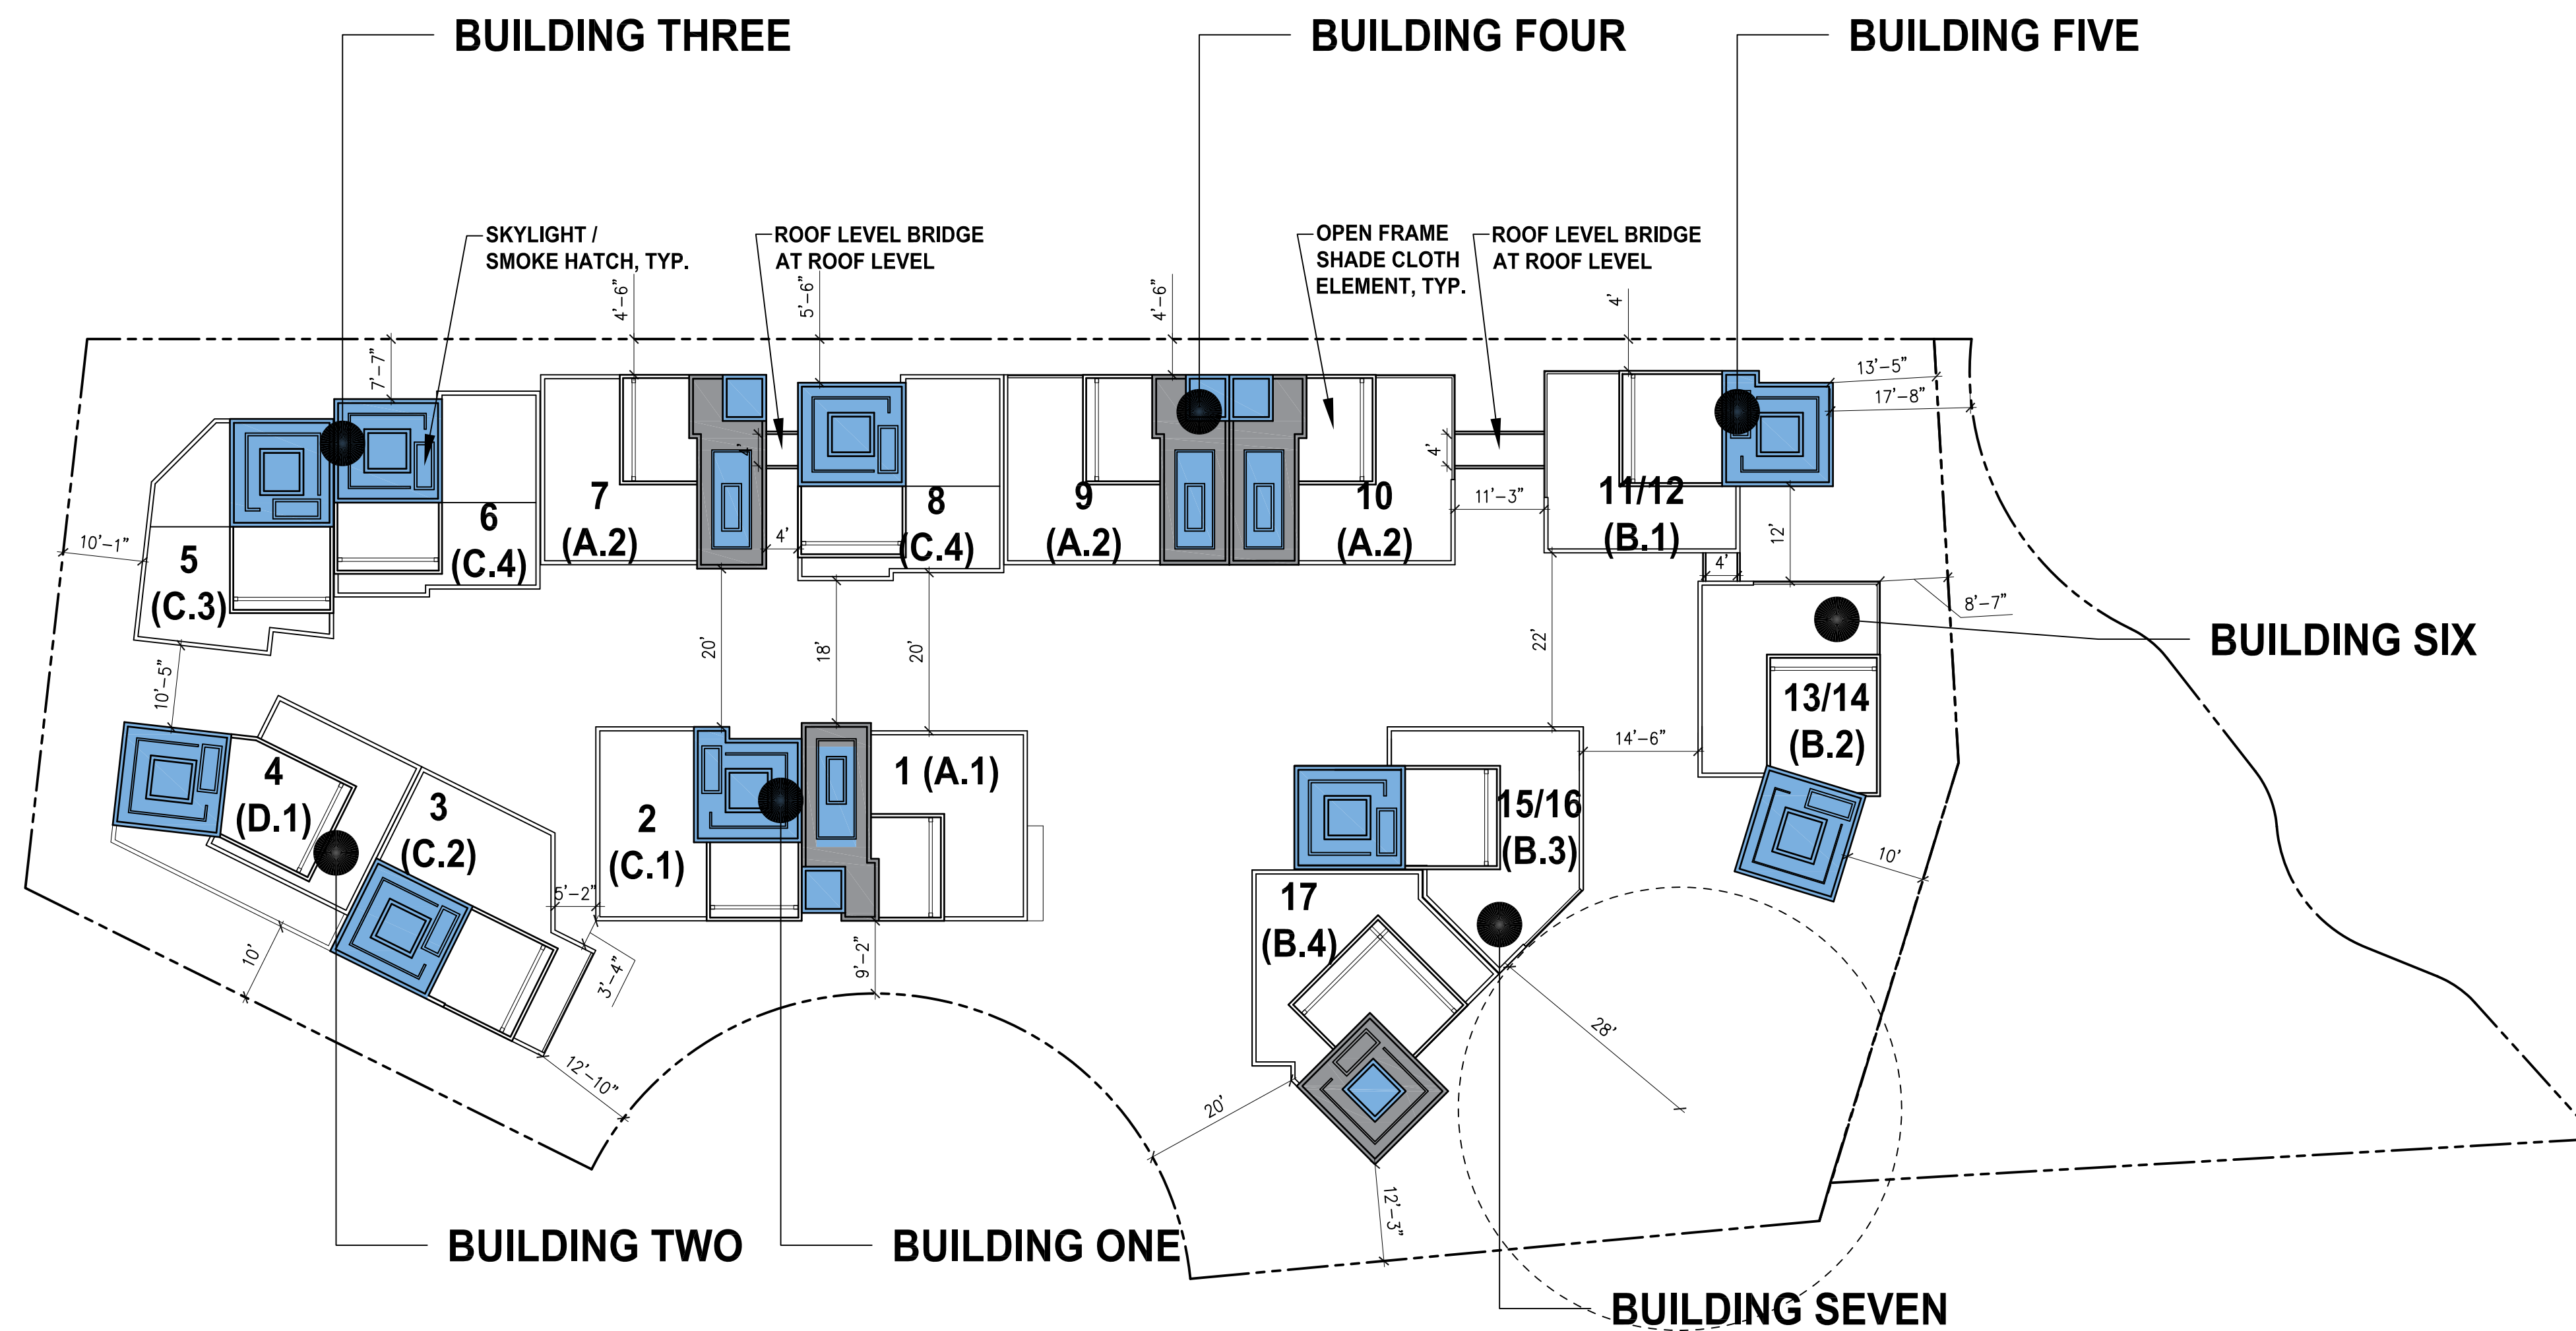 BUILDING THREE
BUILDING FOUR
BUILDING FIVE
SKYLIGHT /
SMOKE HATCH, TYP.
ROOF LEVEL BRIDGE
AT ROOF LEVEL
OPEN FRAME
SHADE CLOTH
ELEMENT, TYP.
ROOF LEVEL BRIDGE
AT ROOF LEVEL
7'-7"
4'-6"
5'-6"
4'-6"
4'
13'-5"
17'-8"
4'
4'
5
(C.3)
6
(C.4)
7
(A.2)
8
(C.4)
9
(A.2)
10
(A.2)
11/12
(B.1)
10'-1"
4'
11'-3"
12'
4'
8'-7"
10'-5"
20'
18'
20'
22'
BUILDING SIX
13/14
(B.2)
14'-6"
4
(D.1)
3
(C.2)
2
(C.1)
1 (A.1)
15/16
(B.3)
17
(B.4)
10'
5'-2"
3'-4"
9'-2"
10'
12'-10"
28'
20'
12'-3"
BUILDING TWO
BUILDING ONE
BUILDING SEVEN